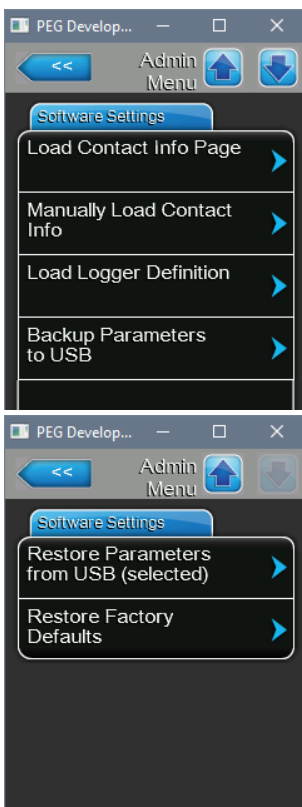 PEG Develop...
<<
Admin
Menu
Software Settings
Load Contact Info Page
Manually Load Contact
Info
Load Logger Definition
Backup Parameters
to USB
PEG Develop...
<<
Admin
Menu
Software Settings
Restore Parameters
from USB (selected)
Restore Factory
Defaults